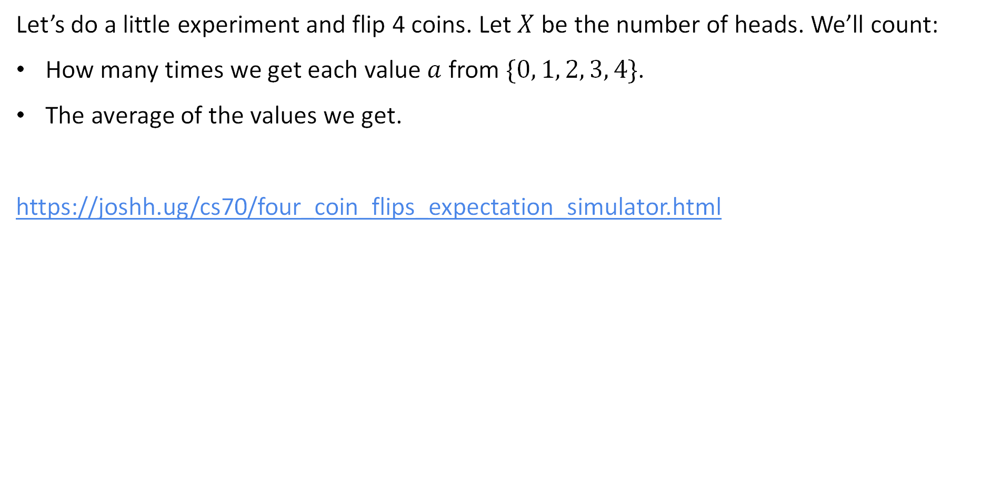 Let’s do a little experiment and flip 4 coins. Let X be the number of heads. We’ll count:
• How many times we get each value a from {0, 1, 2, 3, 4}.
• The average of the values we get.
https://joshh.ug/cs70/four_coin_flips_expectation_simulator.html